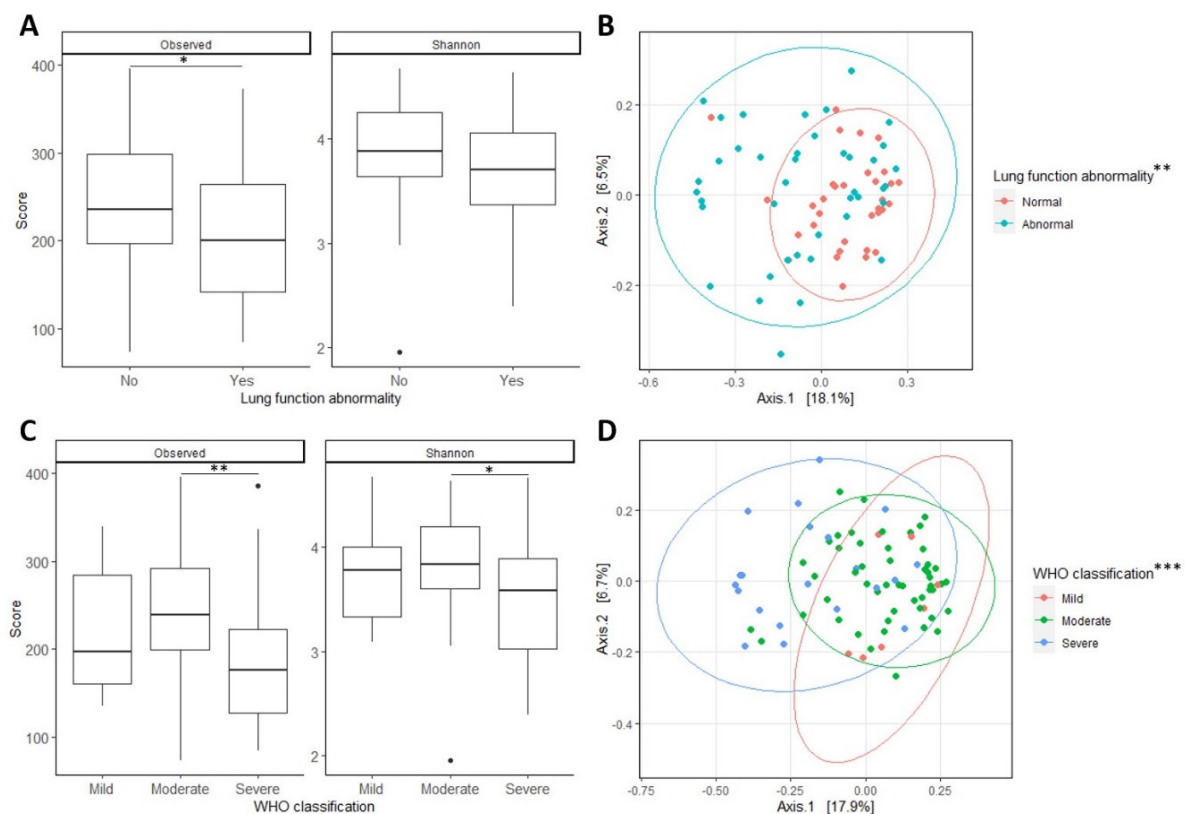 A
Observed
Shannon
*
Score
400
300
200
100
4
3
2
No
Yes
No
Yes
Lung function abnormality
B
Axis.2 [6.5%]
0.2
0.0
-0.2
-0.6
-0.3
0.0
0.3
Axis.1 [18.1%]
Lung function abnormality**
Normal
Abnormal
C
Observed
Shannon
**
*
Score
400
300
200
100
4
3
2
Mild
Moderate
Severe
Mild
Moderate
Severe
WHO classification
D
Axis.2 [6.7%]
0.2
0.0
-0.2
-0.4
-0.75
-0.50
-0.25
0.00
0.25
Axis.1 [17.9%]
WHO classification***
Mild
Moderate
Severe